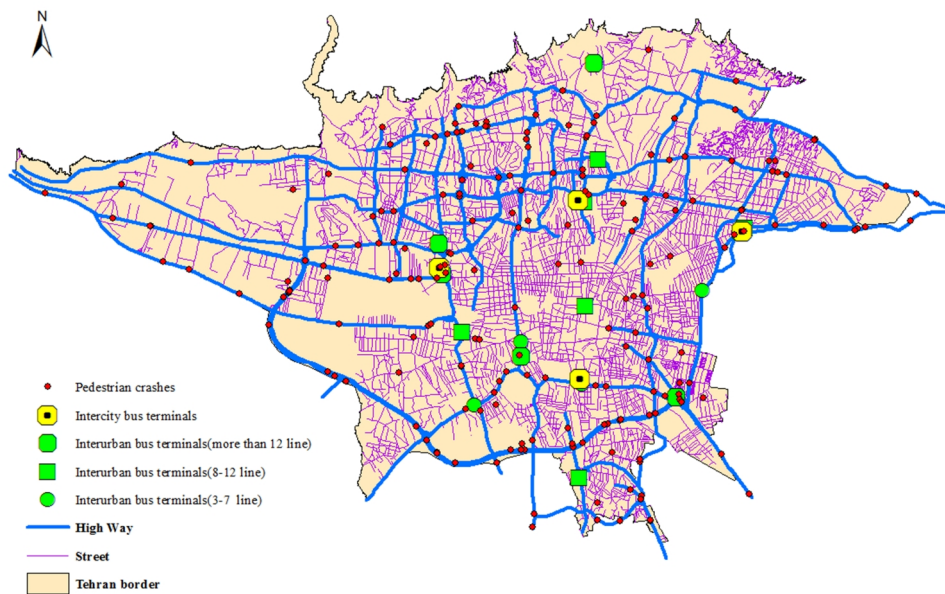 N
Pedestrian crashes
Intercity bus terminals
Interurban bus terminals(more than 12 line)
Interurban bus terminals(8-12 line)
Interurban bus terminals(3-7 line)
High Way
Street
Tehran border